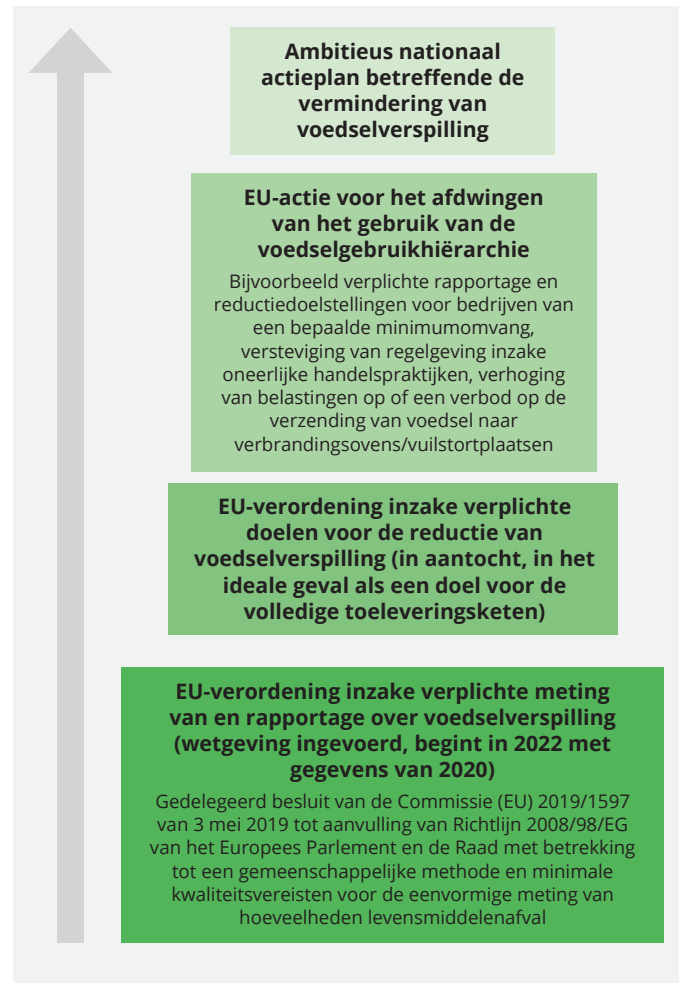 Ambitieus nationaal
actieplan betreffende de
vermindering van
voedselverspilling
EU-actie voor het afdwingen
van het gebruik van de
voedselgebruikhiërarchie
Bijvoorbeeld verplichte rapportage en
reductiedoelstellingen voor bedrijven van
een bepaalde minimumomvang,
versteviging van regelgeving inzake
oneerlijke handelspraktijken, verhoging
van belastingen op of een verbod op de
verzending van voedsel naar
verbrandingsovens/vuilstortplaatsen
EU-verordening inzake verplichte
doelen voor de reductie van
voedselverspilling (in aantocht, in het
ideale geval als een doel voor de
volledige toeleveringsketen)
EU-verordening inzake verplichte meting
van en rapportage over voedselverspilling
(wetgeving ingevoerd, begint in 2022 met
gegevens van 2020)
Gedelegeerd besluit van de Commissie (EU) 2019/1597
van 3 mei 2019 tot aanvulling van Richtlijn 2008/98/EG
van het Europees Parlement en de Raad met betrekking
tot een gemeenschappelijke methode en minimale
kwaliteitsvereisten voor de eenvormige meting van
hoeveelheden levensmiddelenafval